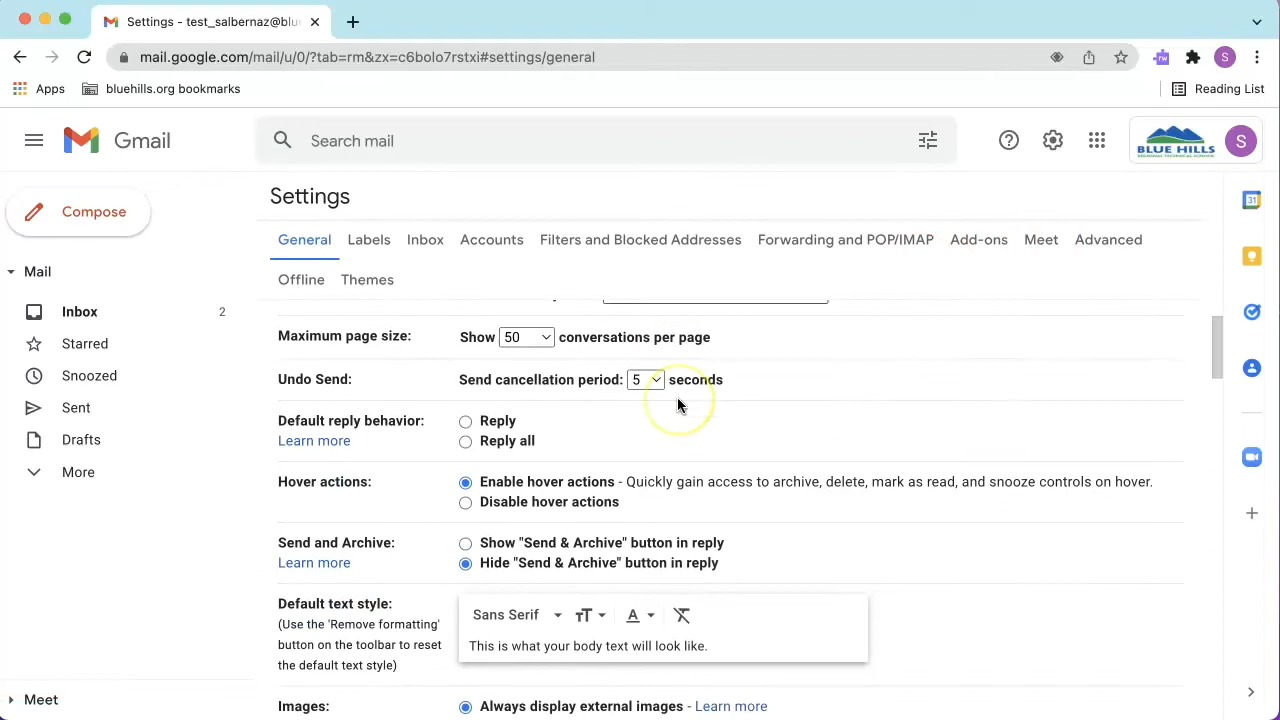 Settings - test_salbernaz@blu
mail.google.com/mail/u/0/?tab=rm&zx=c6bolo7rstxi#settings/general
rw
S
Apps
bluehills.org bookmarks
Reading List
Gmail
Search mail
BLUE HILLS
S
Compose
Settings
31
General
Labels
Inbox
Accounts
Filters and Blocked Addresses
Forwarding and POP/IMAP
Add-ons
Meet
Advanced
Offline
Themes
Mail
Inbox
2
Starred
Snoozed
Sent
Drafts
More
Meet
Maximum page size:
Show 50 conversations per page
Undo Send:
Send cancellation period: 5 seconds
Default reply behavior:
Learn more
Reply
Reply all
Hover actions:
Enable hover actions - Quickly gain access to archive, delete, mark as read, and snooze controls on hover.
Disable hover actions
Send and Archive:
Learn more
Show "Send & Archive" button in reply
Hide "Send & Archive" button in reply
Default text style:
(Use the 'Remove formatting'
button on the toolbar to reset
the default text style)
Sans Serif
This is what your body text will look like.
Images:
Always display external images - Learn more